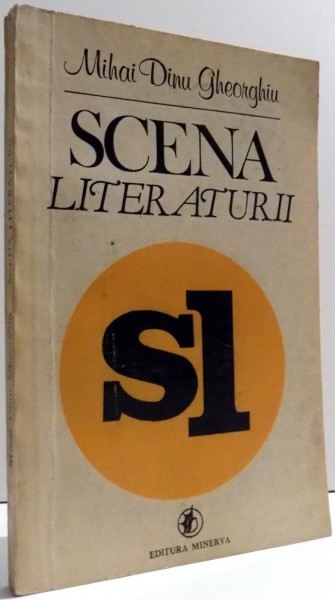 Mihai Dinu Gheorghiu
SCENA
LITERATURII
sl
EDITURA MINERVA